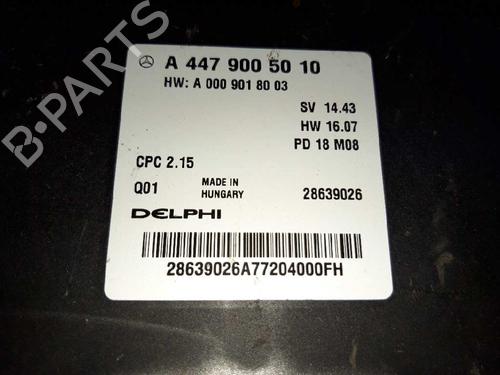 A 447 900 50 10
HW: A 000 901 80 03
SV 14.43
HW 16.07
PD 18 M08
CPC 2.15
Q01 MADE IN HUNGARY 28639026
DELPHI
28639026A77204000FH
B-PARTS